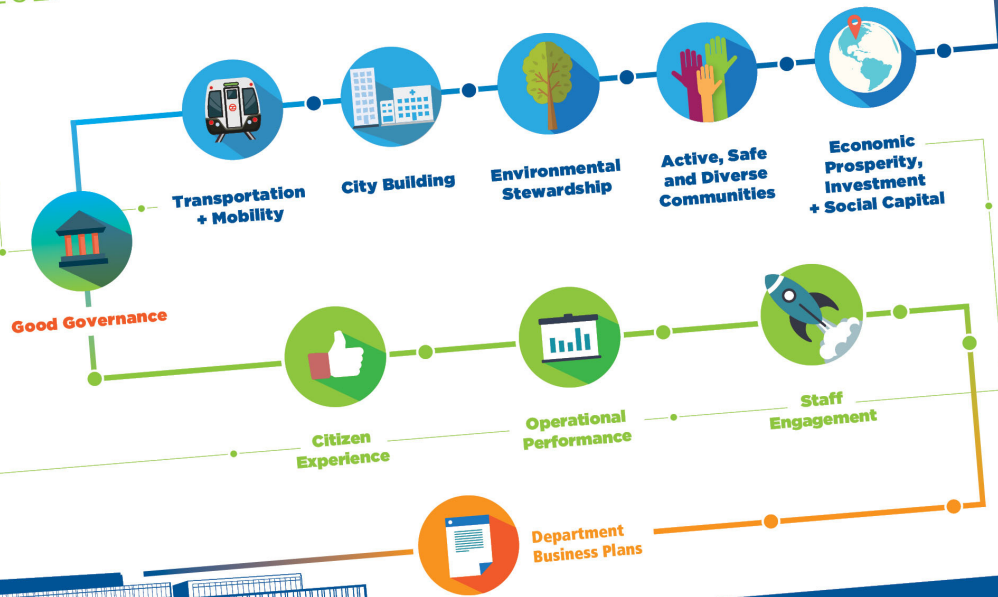 Transportation
+ Mobility
City Building
Environmental
Stewardship
Active, Safe
and Diverse
Communities
Economic
Prosperity,
Investment
+ Social Capital
Good Governance
Citizen
Experience
Operational
Performance
Staff
Engagement
Department
Business Plans